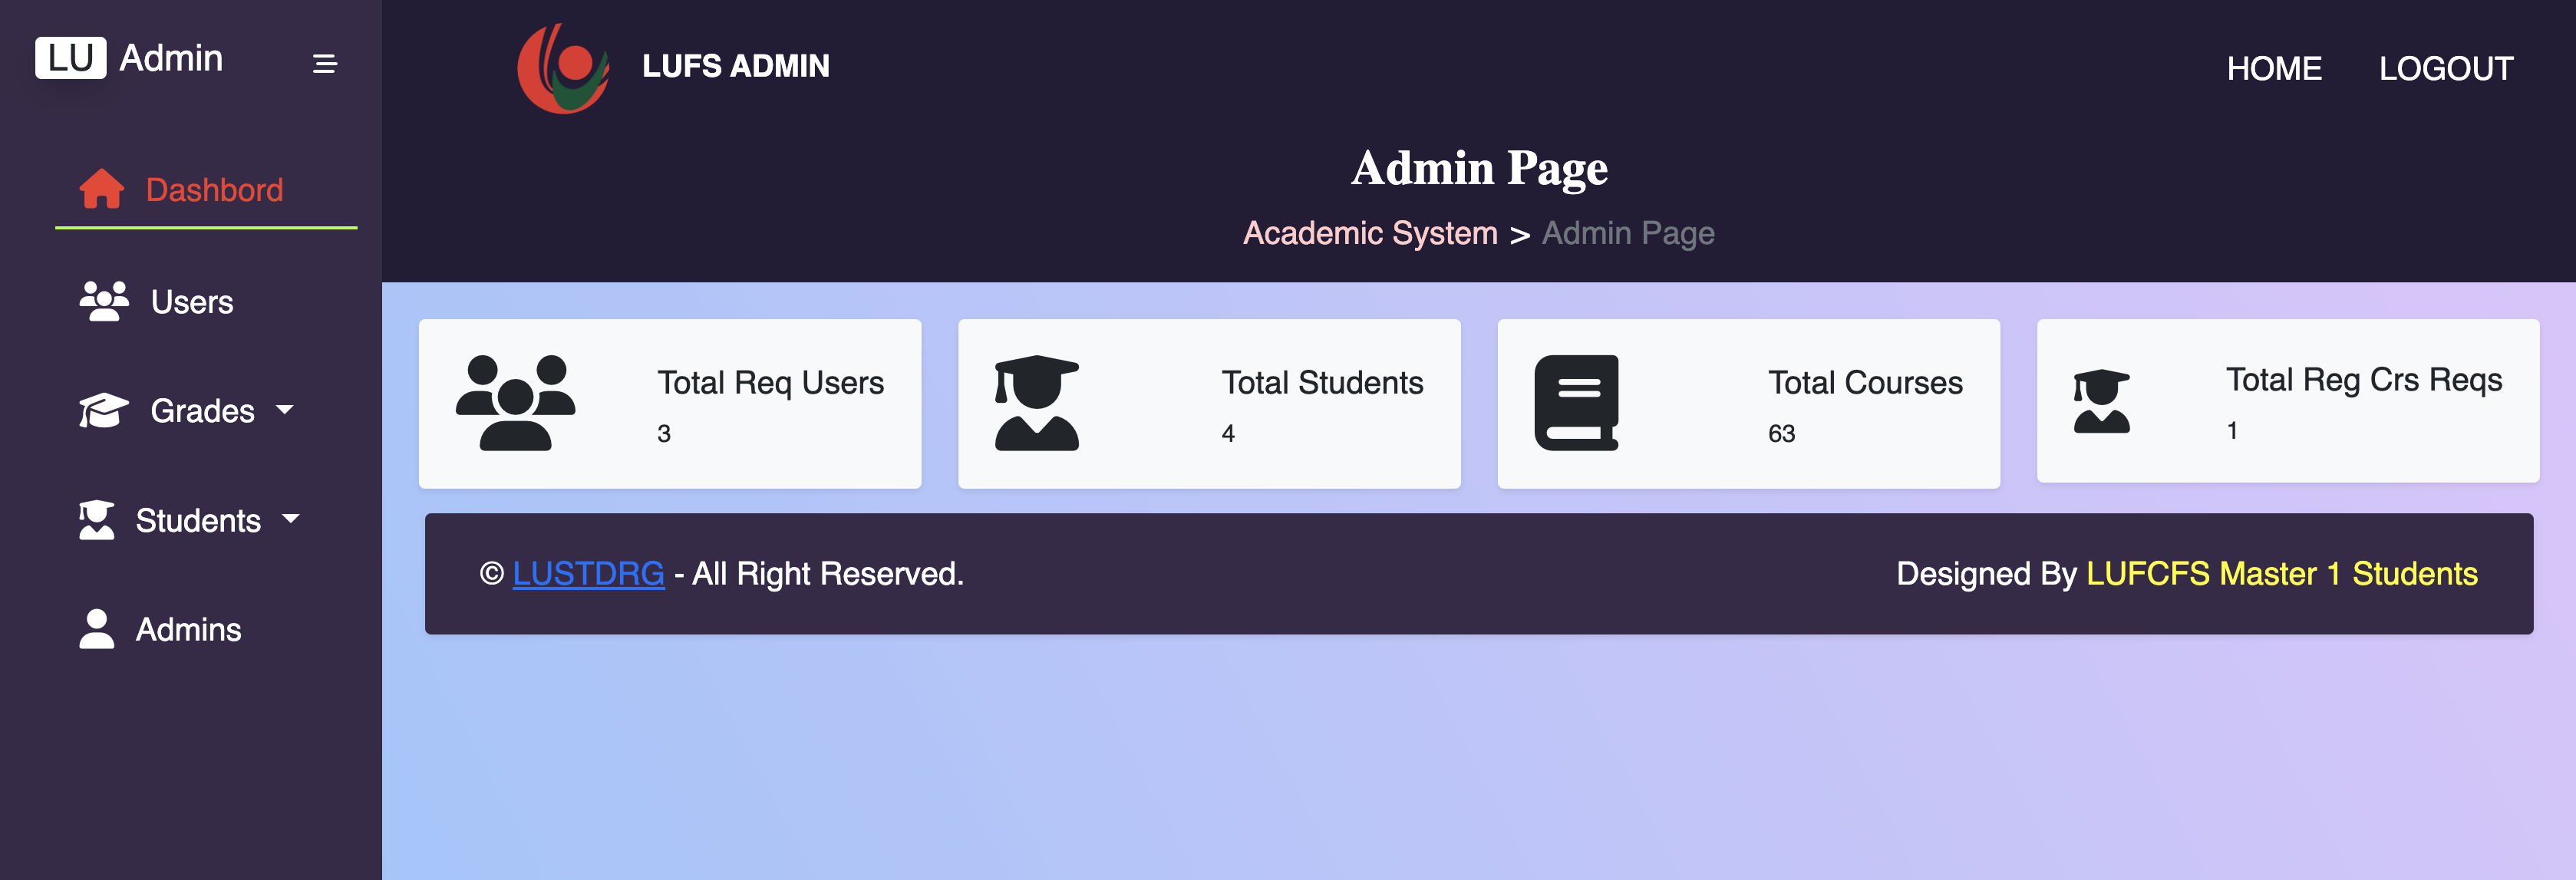 LU Admin
Dashbord
Users
Grades
Students
Admins
LUFS ADMIN
HOME LOGOUT
Admin Page
Academic System > Admin Page
Total Req Users
3
Total Students
4
Total Courses
63
Total Reg Crs Reqs
1
© LUSTDRG - All Right Reserved.
Designed By LUFCFS Master 1 Students